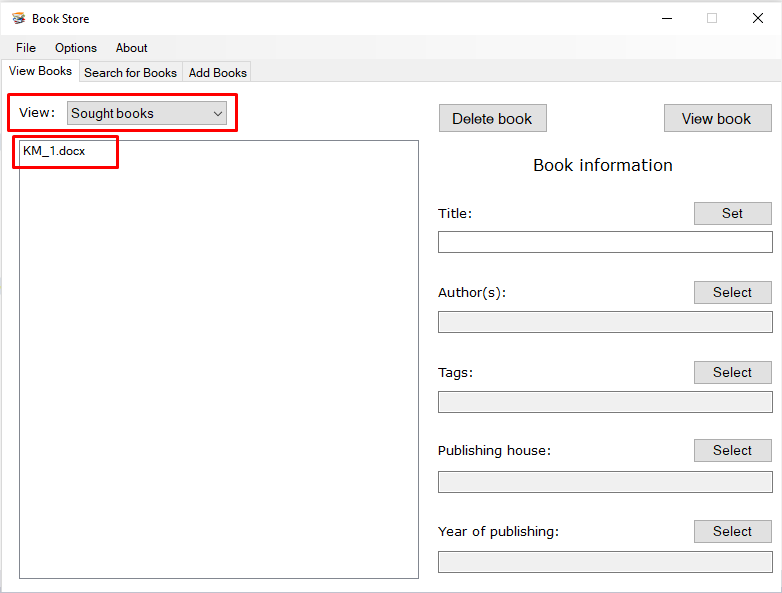 Book Store
File Options About
View Books Search for Books Add Books
View: Sought books
Delete book View book
KM_1.docx
Book information
Title: Set
Author(s): Select
Tags: Select
Publishing house: Select
Year of publishing: Select